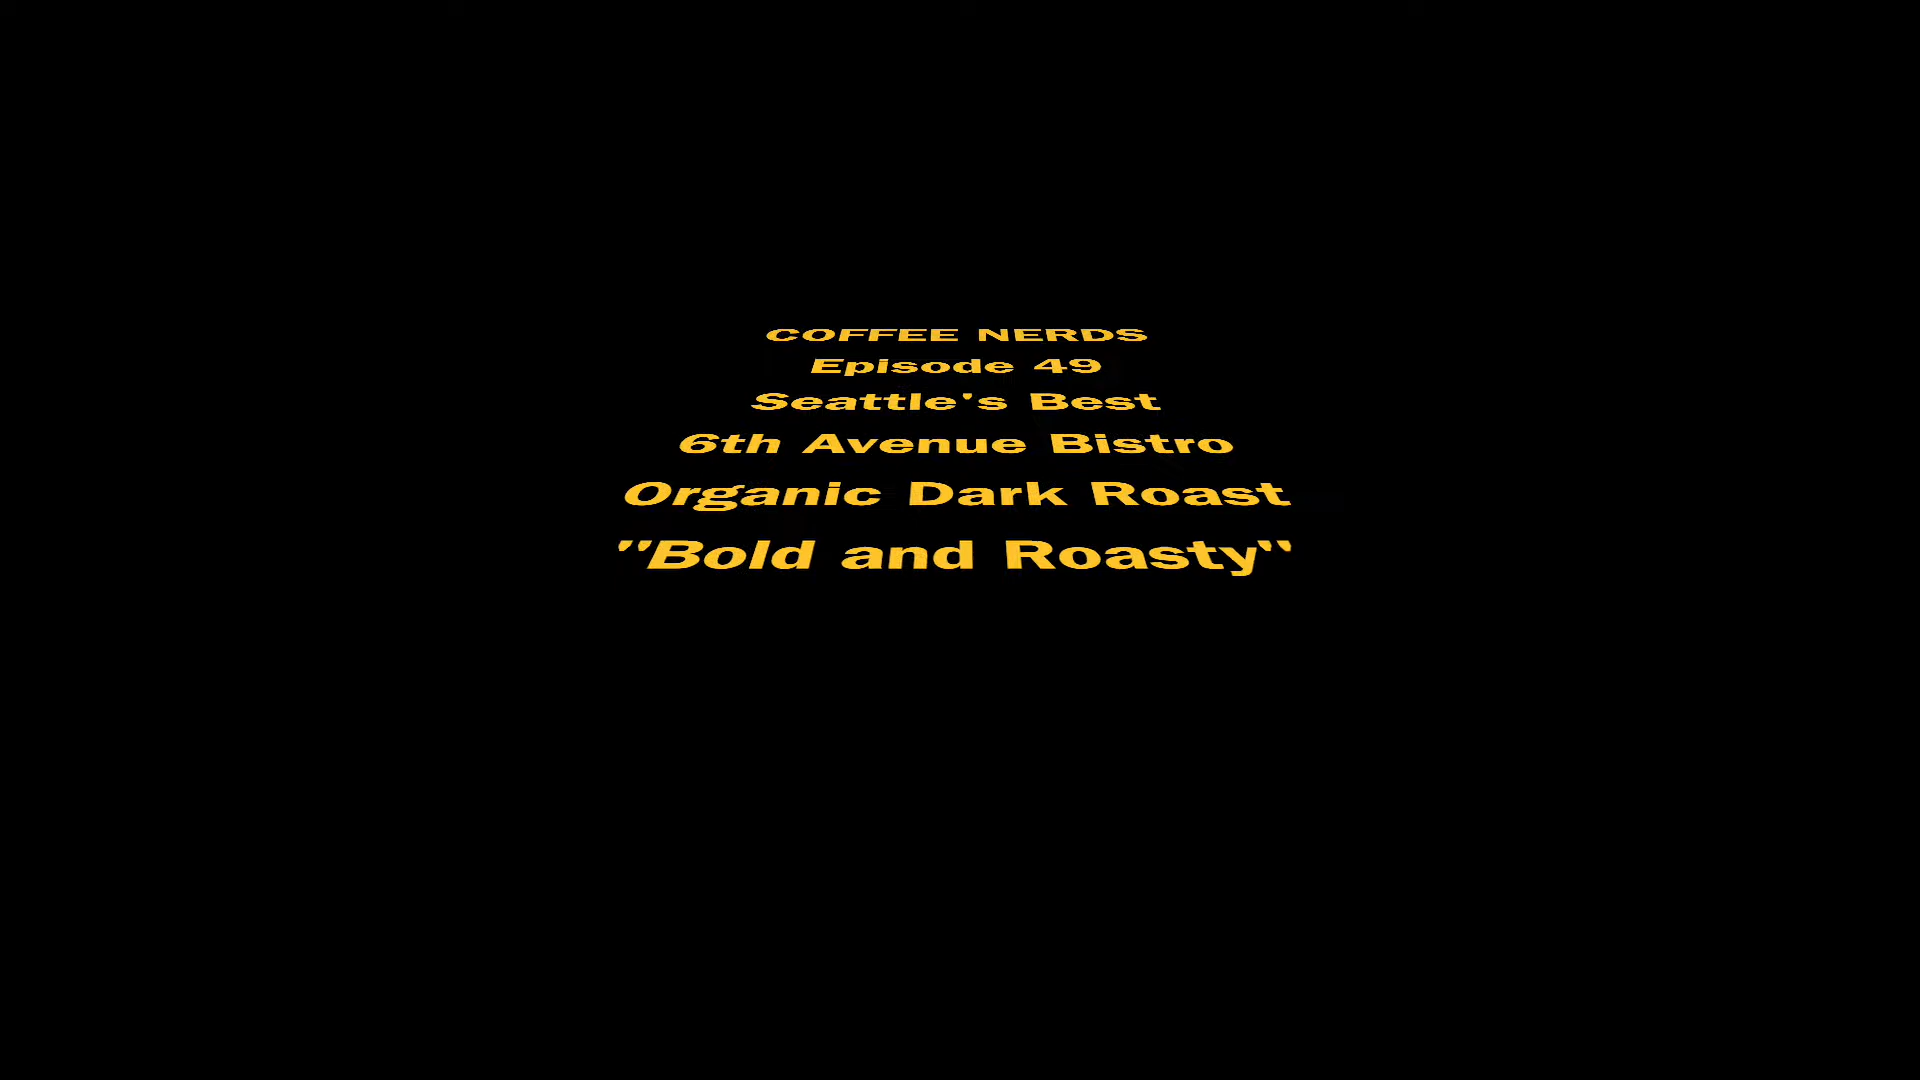 COFFEE NERDS
Episode 49
Seattle's Best
6th Avenue Bistro
Organic Dark Roast
"Bold and Roasty"